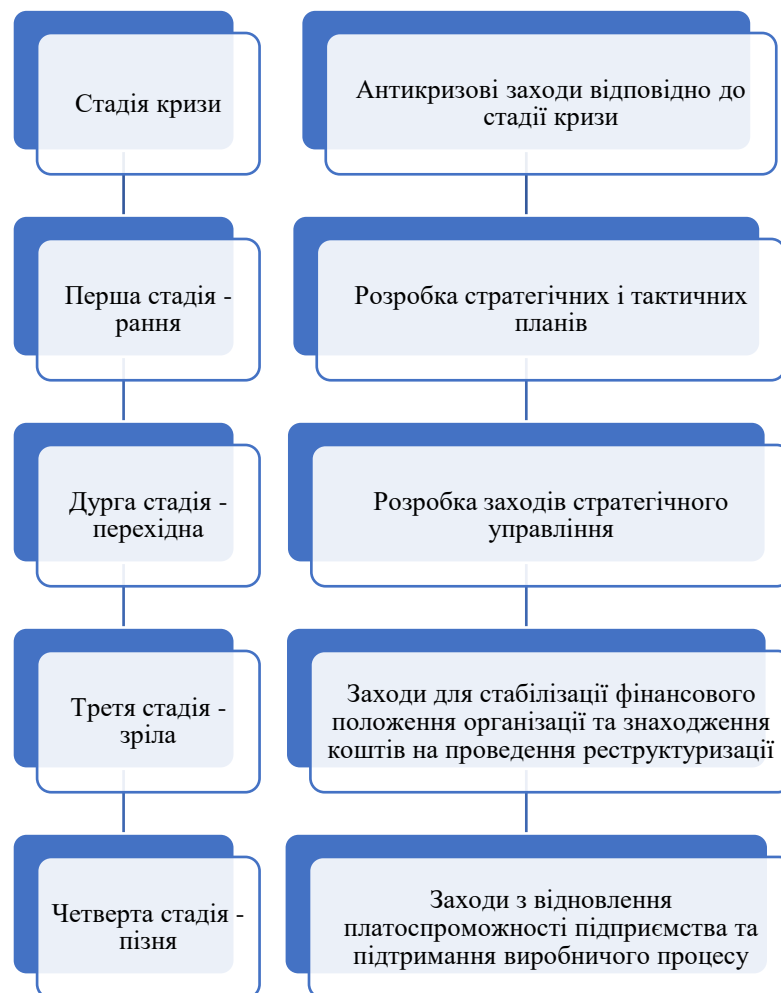 Стадія кризи
Антикризові заходи відповідно до
стадії кризи
Перша стадія -
рання
Розробка стратегічних і тактичних
планів
Дурга стадія -
перехідна
Розробка заходів стратегічного
управління
Третя стадія -
зріла
Заходи для стабілізації фінансового
положення організації та знаходження
коштів на проведення реструктуризації
Четверта стадія -
пізня
Заходи з відновлення
платоспроможності підприємства та
підтримання виробничого процесу